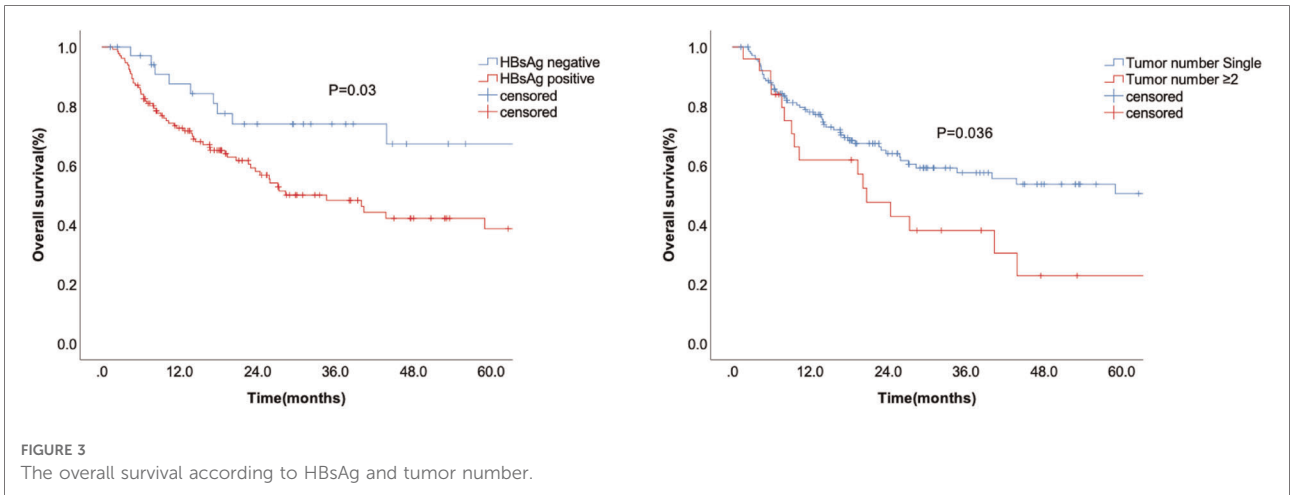 1.0
0.8
0.6
0.4
0.2
0.0
Overall survival(%)
HBsAg negative
HBsAg positive
censored
censored
P=0.03
.0 12.0 24.0 36.0 48.0 60.0
Time(months)
1.0
0.8
0.6
0.4
0.2
0.0
Overall survival(%)
Tumor number Single
Tumor number ≥2
censored
censored
P=0.036
.0 12.0 24.0 36.0 48.0 60.0
Time(months)
FIGURE 3
The overall survival according to HBsAg and tumor number.